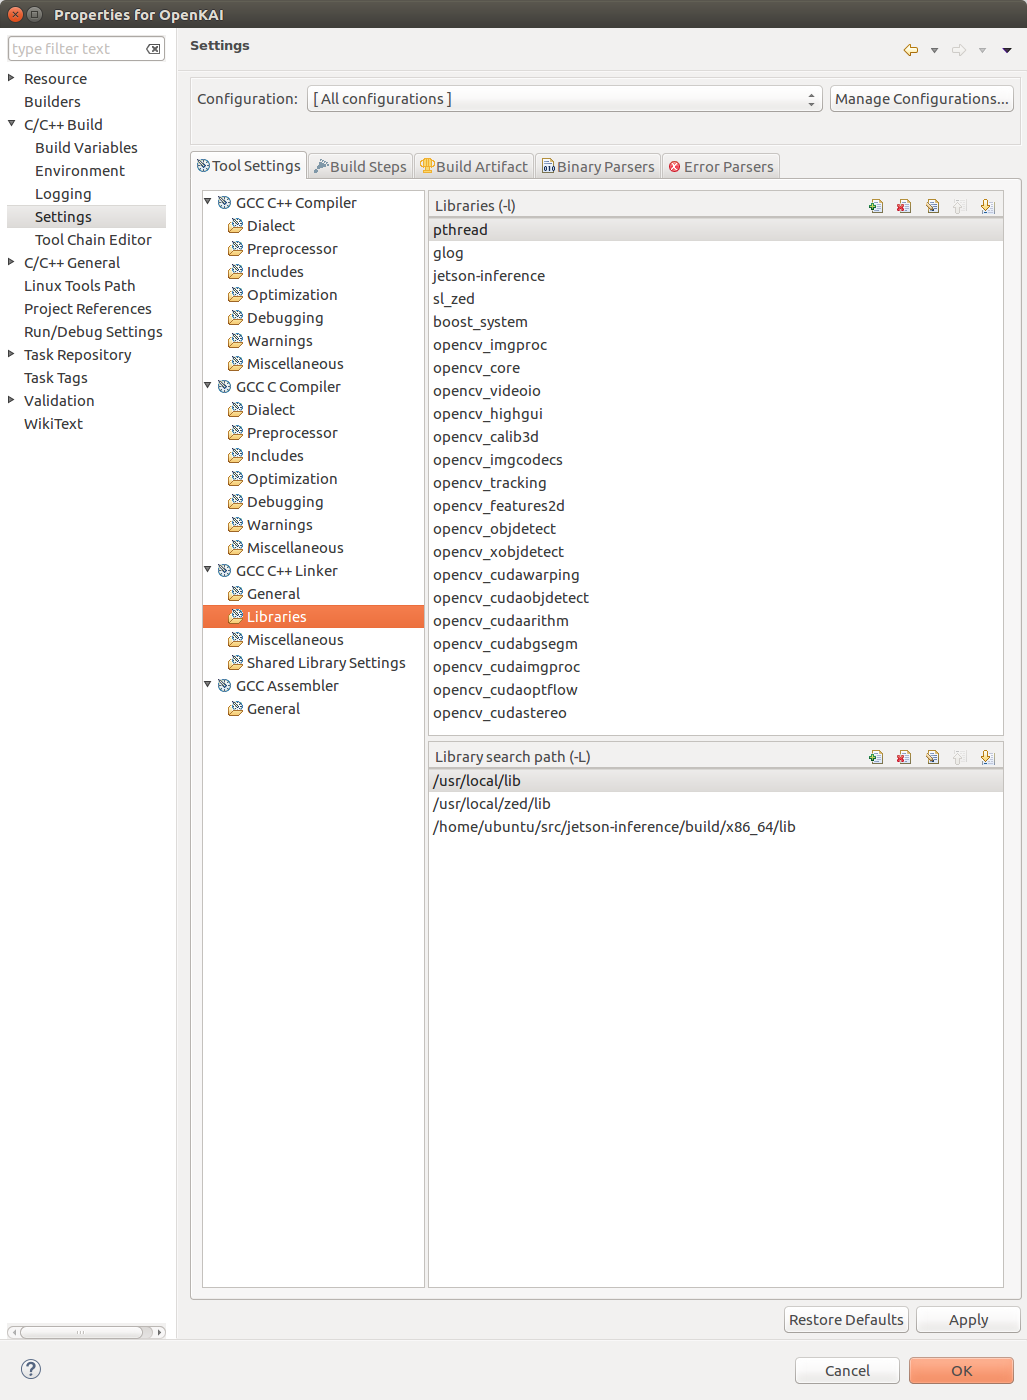 Properties for OpenKAI
type filter text
Resource
Builders
C/C++ Build
Build Variables
Environment
Logging
Settings
Tool Chain Editor
C/C++ General
Linux Tools Path
Project References
Run/Debug Settings
Task Repository
Task Tags
Validation
WikiText
Settings
Configuration: [ All configurations ] Manage Configurations...
Tool Settings Build Steps Build Artifact Binary Parsers Error Parsers
GCC C++ Compiler
Dialect
Preprocessor
Includes
Optimization
Debugging
Warnings
Miscellaneous
GCC C Compiler
Dialect
Preprocessor
Includes
Optimization
Debugging
Warnings
Miscellaneous
GCC C++ Linker
General
Libraries
Miscellaneous
Shared Library Settings
GCC Assembler
General
Libraries (-l)
pthread
glog
jetson-inference
sl_zed
boost_system
opencv_imgproc
opencv_core
opencv_videoio
opencv_highgui
opencv_calib3d
opencv_imgcodecs
opencv_tracking
opencv_features2d
opencv_objdetect
opencv_xobjdetect
opencv_cudawarping
opencv_cudaobjdetect
opencv_cudaarithm
opencv_cudabgsegm
opencv_cudaimgproc
opencv_cudaoptflow
opencv_cudastereo
Library search path (-L)
/usr/local/lib
/usr/local/zed/lib
/home/ubuntu/src/jetson-inference/build/x86_64/lib
Restore Defaults Apply
Cancel OK